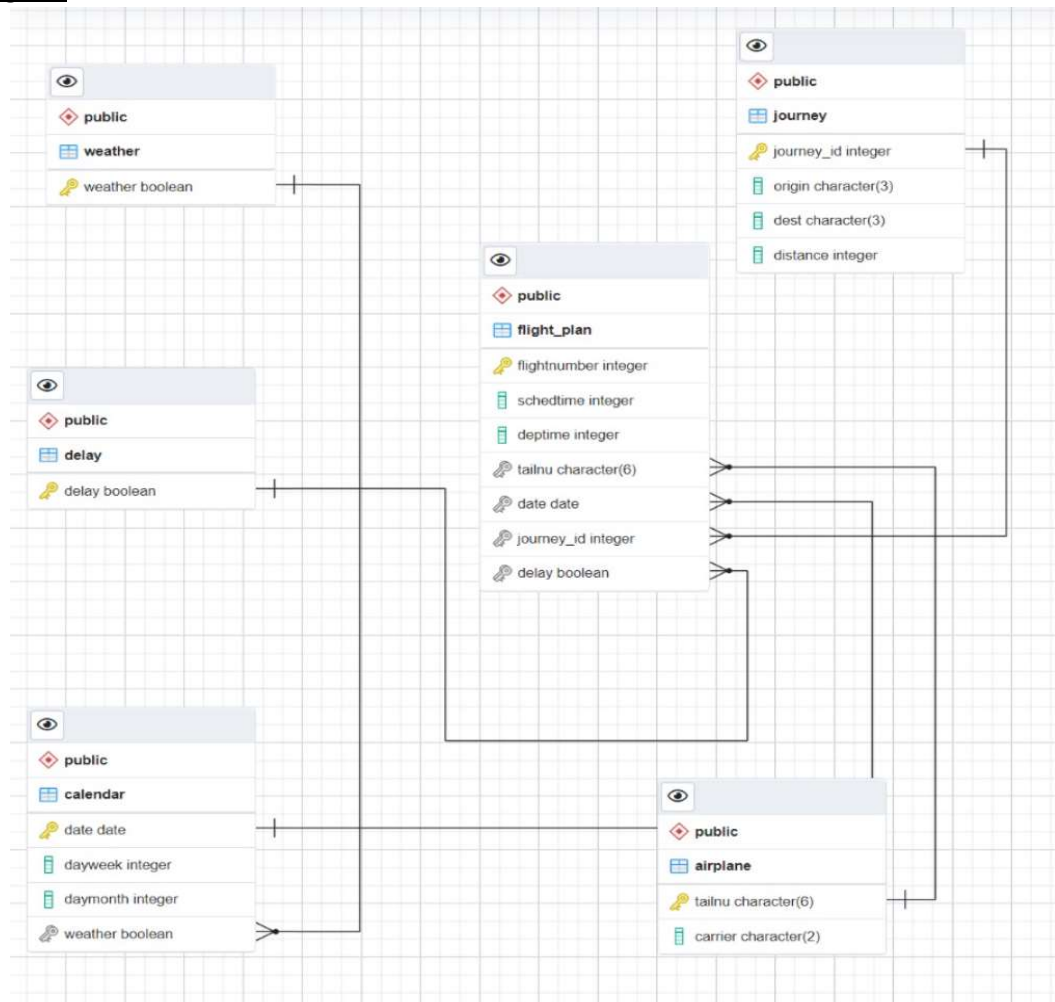 public
weather
weather boolean
public
journey
journey_id integer
origin character(3)
dest character(3)
distance integer
public
flight_plan
flightnumber integer
schedtime integer
deptime integer
tailnu character(6)
date date
journey_id integer
delay boolean
public
delay
delay boolean
public
calendar
date date
dayweek integer
daymonth integer
weather boolean
public
airplane
tailnu character(6)
carrier character(2)